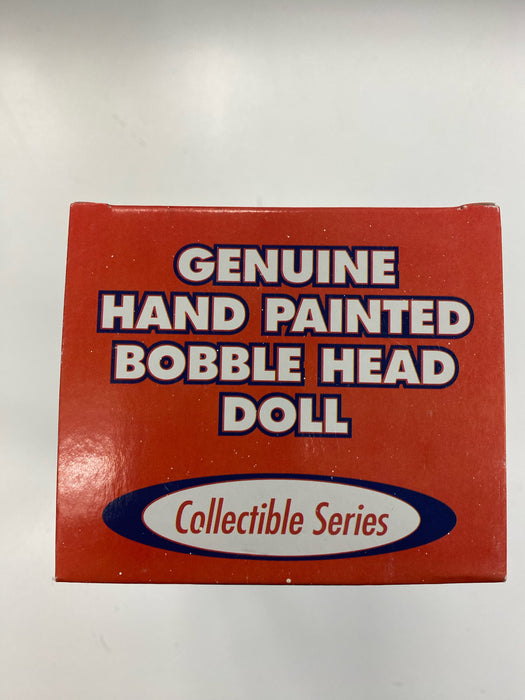 GENUINE
HAND PAINTED
BOBBLE HEAD
DOLL
Collectible Series